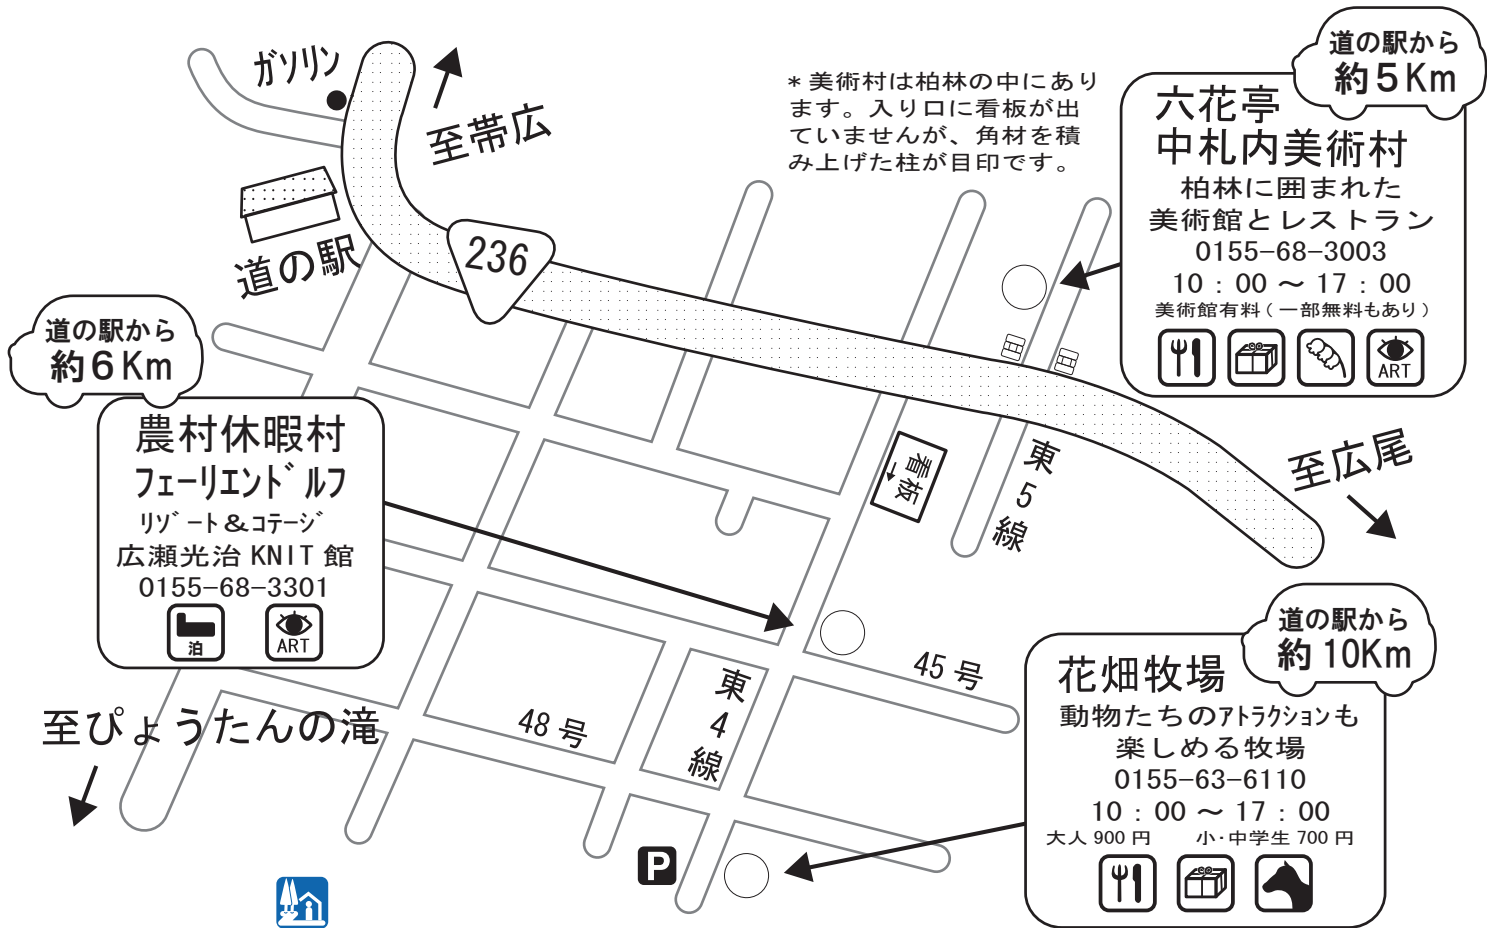 ガソリン
至帯広
道の駅
236
* 美術村は柏林の中にあり
ます。入り口に看板が出
ていませんが、角材を積
み上げた柱が目印です。
道の駅から
約5Km
六花亭
中札内美術村
柏林に囲まれた
美術館とレストラン
0155-68-3003
10:00～17:00
美術館有料(一部無料もあり)
ART
道の駅から
約6Km
農村休暇村
フェーリエンドルフ
リゾート&コテージ
広瀬光治 KNIT 館
0155-68-3301
泊
ART
看板
東5線
至広尾
45号
東4線
48号
至ぴょうたんの滝
P
道の駅から
約10Km
花畑牧場
動物たちのアトラクションも
楽しめる牧場
0155-63-6110
10:00～17:00
大人 900 円 小・中学生 700 円